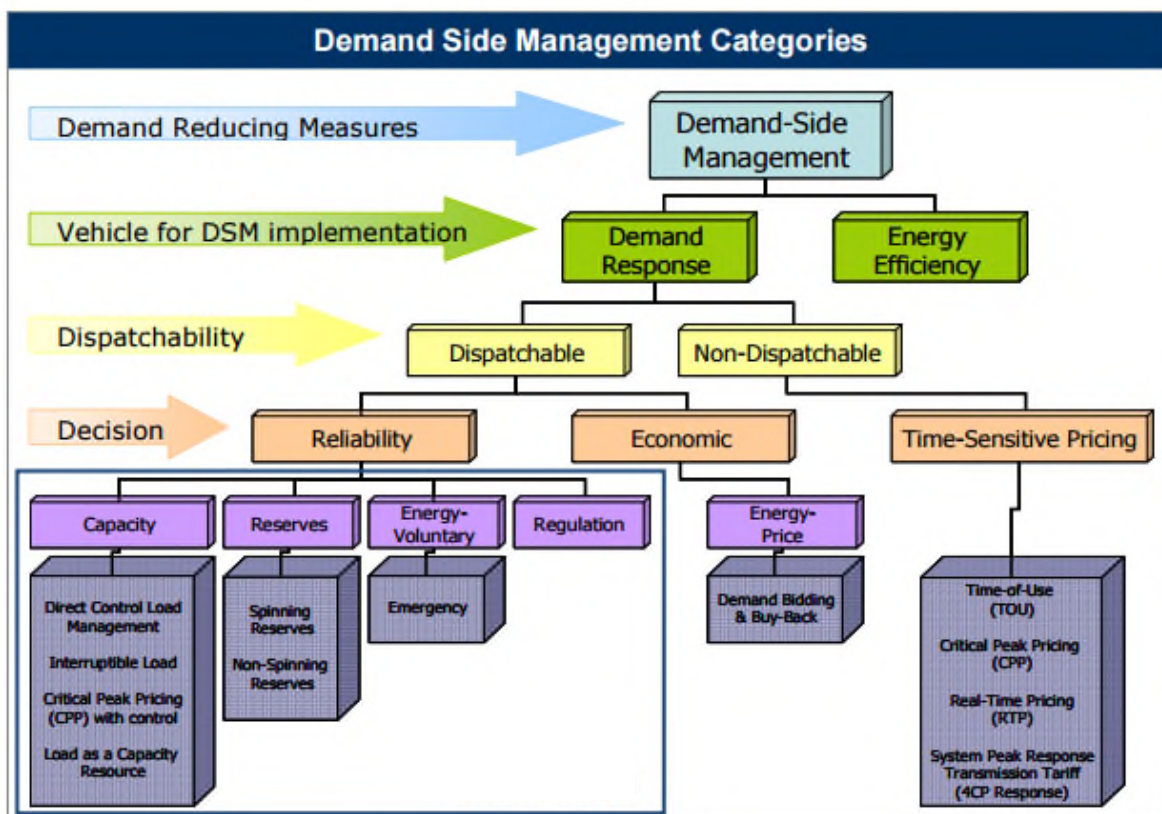 Demand Side Management Categories
Demand Reducing Measures
Demand-Side
Management
Vehicle for DSM implementation
Demand
Response
Energy
Efficiency
Dispatchability
Dispatchable
Non-Dispatchable
Decision
Reliability
Economic
Time-Sensitive Pricing
Capacity
Reserves
Energy-
Voluntary
Regulation
Energy-
Price
Direct Control Load
Management
Interruptible Load
Critical Peak Pricing
(CPP) with control
Load as a Capacity
Resource
Spinning
Reserves
Non-Spinning
Reserves
Emergency
Demand Bidding
& Buy-Back
Time-of-Use
(TOU)
Critical Peak Pricing
(CPP)
Real-Time Pricing
(RTP)
System Peak Response
Transmission Tariff
(4CP Response)